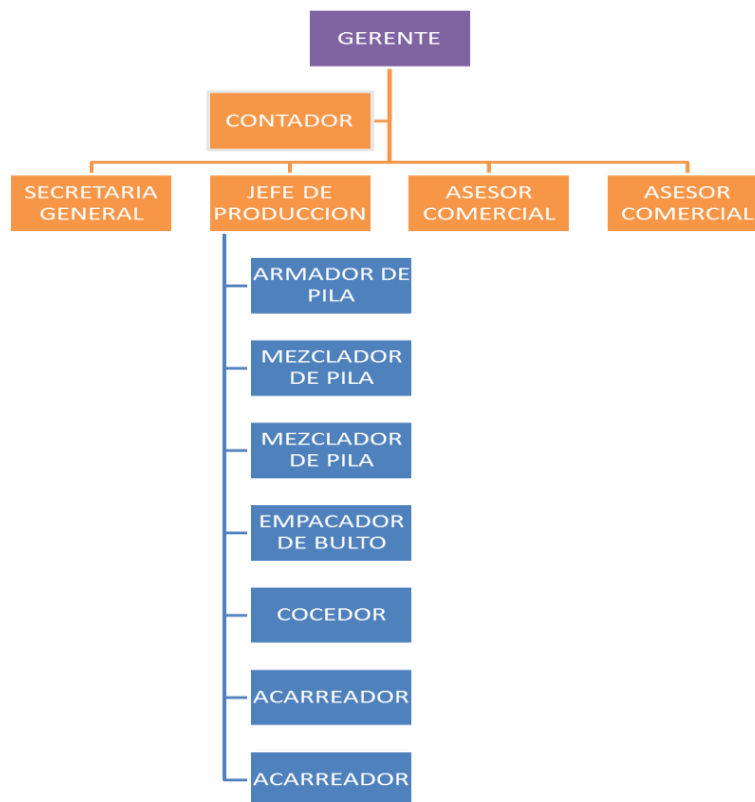 GERENTE
CONTADOR
SECRETARIA
GENERAL
JEFE DE
PRODUCCION
ASESOR
COMERCIAL
ASESOR
COMERCIAL
ARMADOR DE
PILA
MEZCLADOR
DE PILA
MEZCLADOR
DE PILA
EMPACADOR
DE BULTO
COCEDOR
ACARREADOR
ACARREADOR